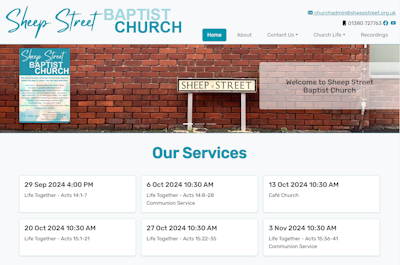 Sheep Street BAPTIST CHURCH
churchadmin@sheepstreet.org.uk
01380 727763
Home About Contact Us Church Life Recordings
Sheep Street
BAPTIST
CHURCH
SHEEP STREET
Welcome to Sheep Street
Baptist Church
Our Services
29 Sep 2024 4:00 PM
Life Together - Acts 14:1-7
6 Oct 2024 10:30 AM
Life Together - Acts 14:8-28
Communion Service
13 Oct 2024 10:30 AM
Café Church
20 Oct 2024 10:30 AM
Life Together - Acts 15:1-21
27 Oct 2024 10:30 AM
Life Together - Acts 15:22-35
3 Nov 2024 10:30 AM
Life Together - Acts 15:36-41
Communion Service